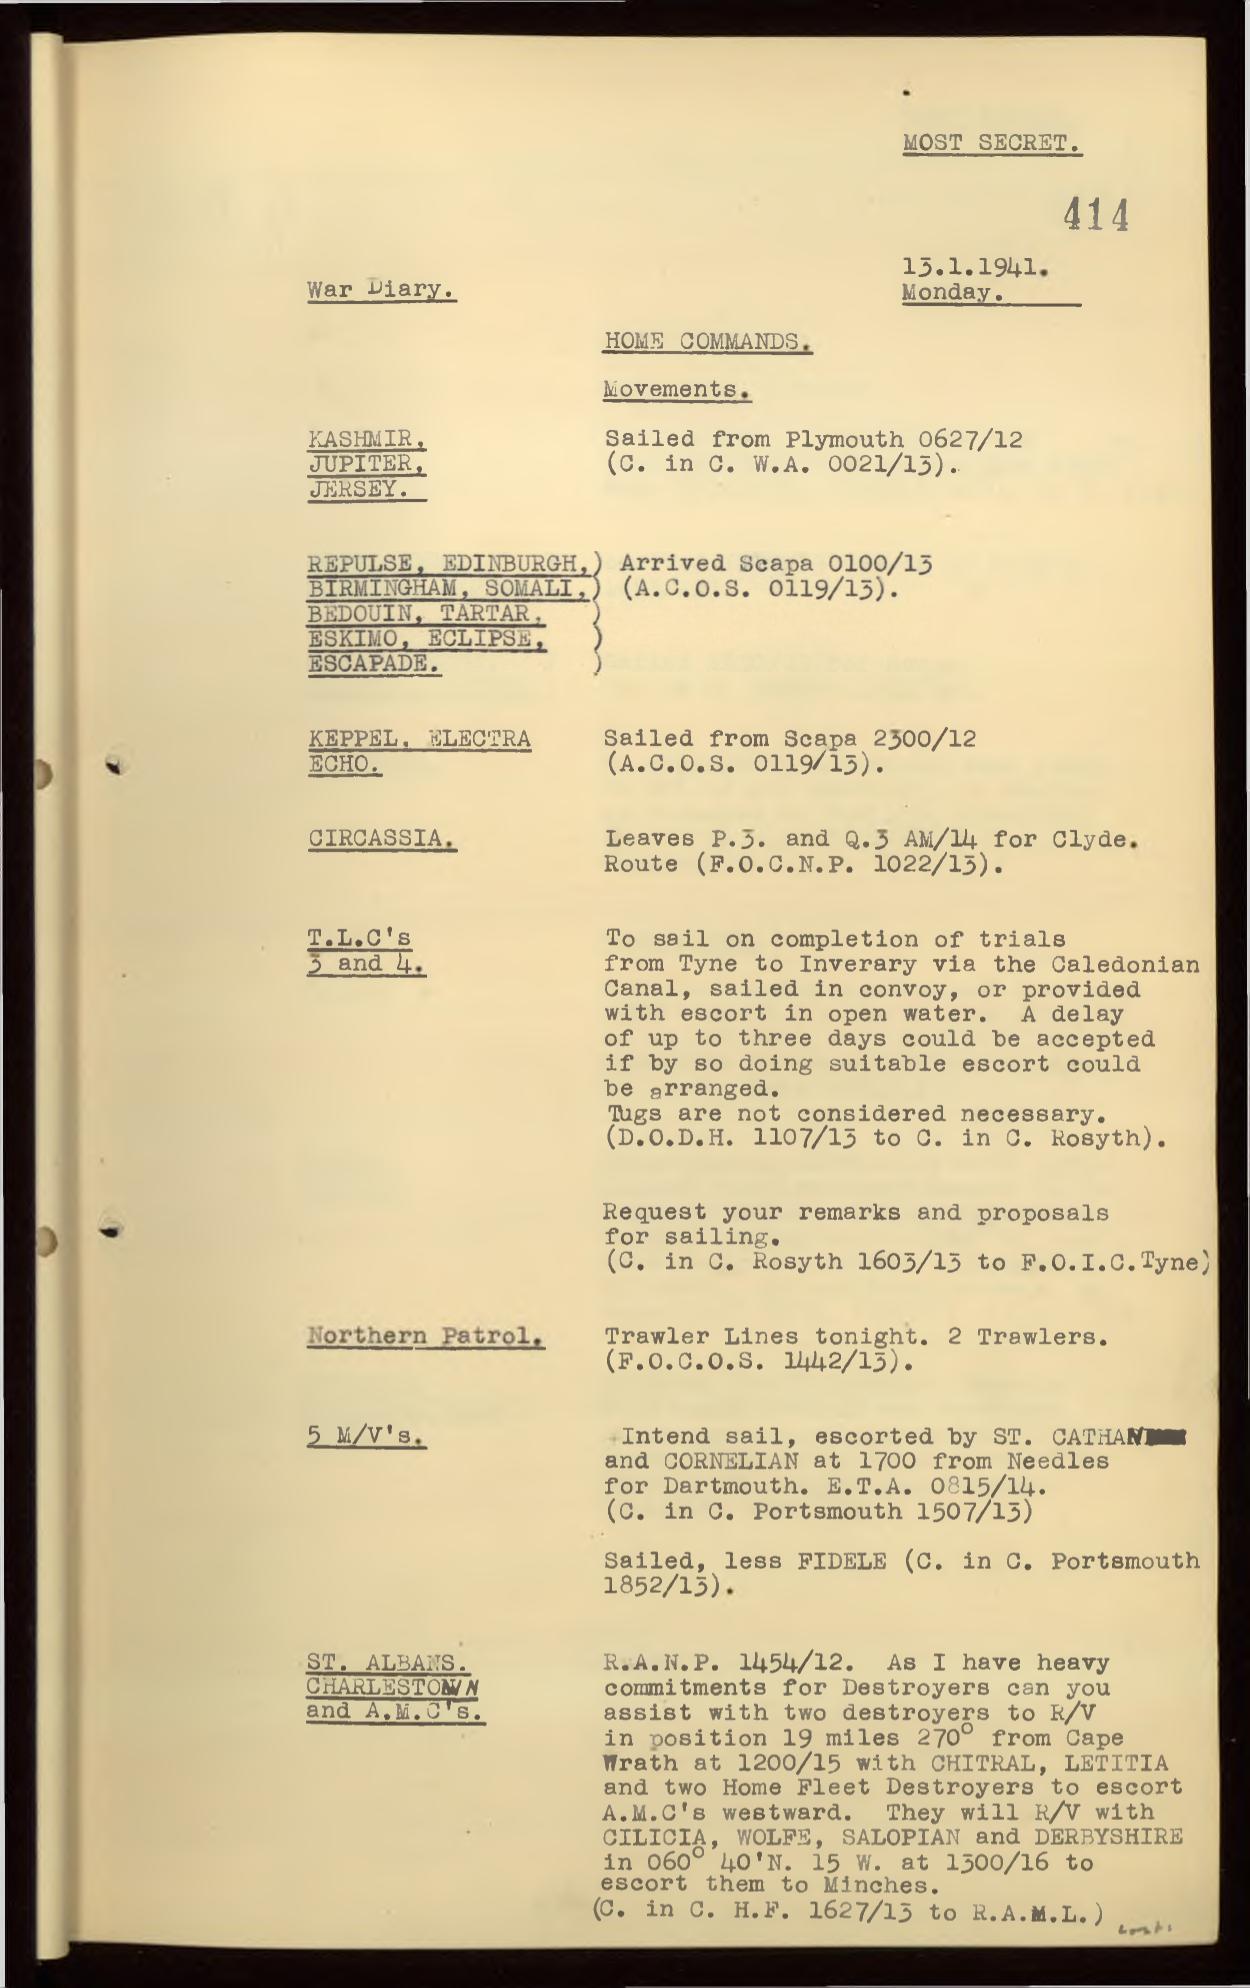 MOST SECRET.
414
13.1.1941.
War Diary.
Monday.
HOME COMMANDS.
Movements.
KASHMIR,
JUPITER,
JERSEY.
Sailed from Plymouth 0627/12
(C. in C. W.A. 0021/13).
REPULSE, EDINBURGH,)
BIRMINGHAM, SOMALI,)
BEDOUIN, TARTAR, )
ESKIMO, ECLIPSE, )
ESCAPADE. )
Arrived Scapa 0100/13
(A.C.O.S. 0119/13).
KEPPEL, ELECTRA
ECHO.
Sailed from Scapa 2300/12
(A.C.O.S. 0119/13).
CIRCASSIA.
Leaves P.3. and Q.3 AM/14 for Clyde.
Route (F.O.C.N.P. 1022/13).
T.L.C's
3 and 4.
To sail on completion of trials
from Tyne to Inverary via the Caledonian
Canal, sailed in convoy, or provided
with escort in open water. A delay
of up to three days could be accepted
if by so doing suitable escort could
be arranged.
Tugs are not considered necessary.
(D.O.D.H. 1107/13 to C. in C. Rosyth).
Request your remarks and proposals
for sailing.
(C. in C. Rosyth 1603/13 to F.O.I.C.Tyne)
Northern Patrol.
Trawler Lines tonight. 2 Trawlers.
(F.O.C.O.S. 1442/13).
5 M/V's.
Intend sail, escorted by ST. CATHAN
and CORNELIAN at 1700 from Needles
for Dartmouth. E.T.A. 0815/14.
(C. in C. Portsmouth 1507/13)
Sailed, less FIDELE (C. in C. Portsmouth
1852/13).
ST. ALBANS.
CHARLESTOWN
and A.M.C's.
R.A.N.P. 1454/12. As I have heavy
commitments for Destroyers can you
assist with two destroyers to R/V
in position 19 miles 270° from Cape
Wrath at 1200/15 with CHITRAL, LETITIA
and two Home Fleet Destroyers to escort
A.M.C's westward. They will R/V with
CILICIA, WOLFE, SALOPIAN and DERBYSHIRE
in 060° 40'N. 15 W. at 1300/16 to
escort them to Minches.
(C. in C. H.F. 1627/13 to R.A.M.L.)
cont.